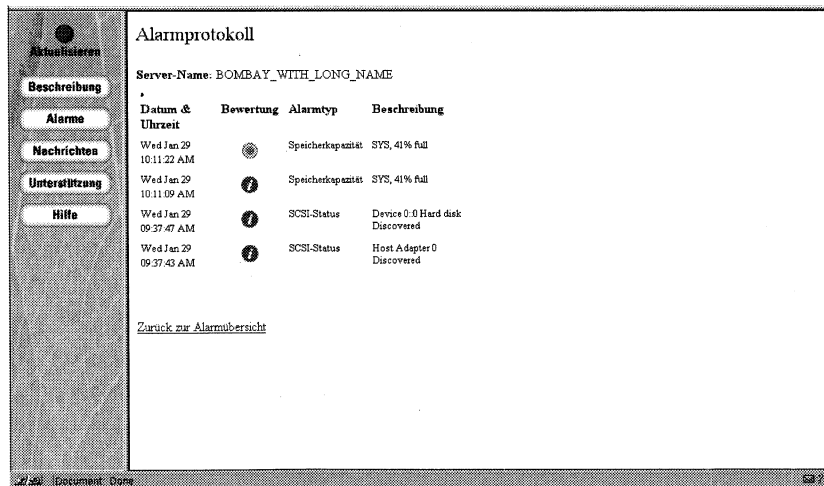 Aktualisieren
Beschreibung
Alarme
Nachrichten
Unterstützung
Hilfe
Alarmprotokoll
Server-Name: BOMBAY_WITH_LONG_NAME
Datum & Uhrzeit Bewertung Alarmtyp Beschreibung
Wed Jan 29 10:11:22 AM Speicherkapazität SYS, 41% full
Wed Jan 29 10:11:09 AM i Speicherkapazität SYS, 41% full
Wed Jan 29 09:37:47 AM i SCSI-Status Device 0::0 Hard disk Discovered
Wed Jan 29 09:37:43 AM i SCSI-Status Host Adapter 0 Discovered
Zurück zur Alarmübersicht
Document: Done
?